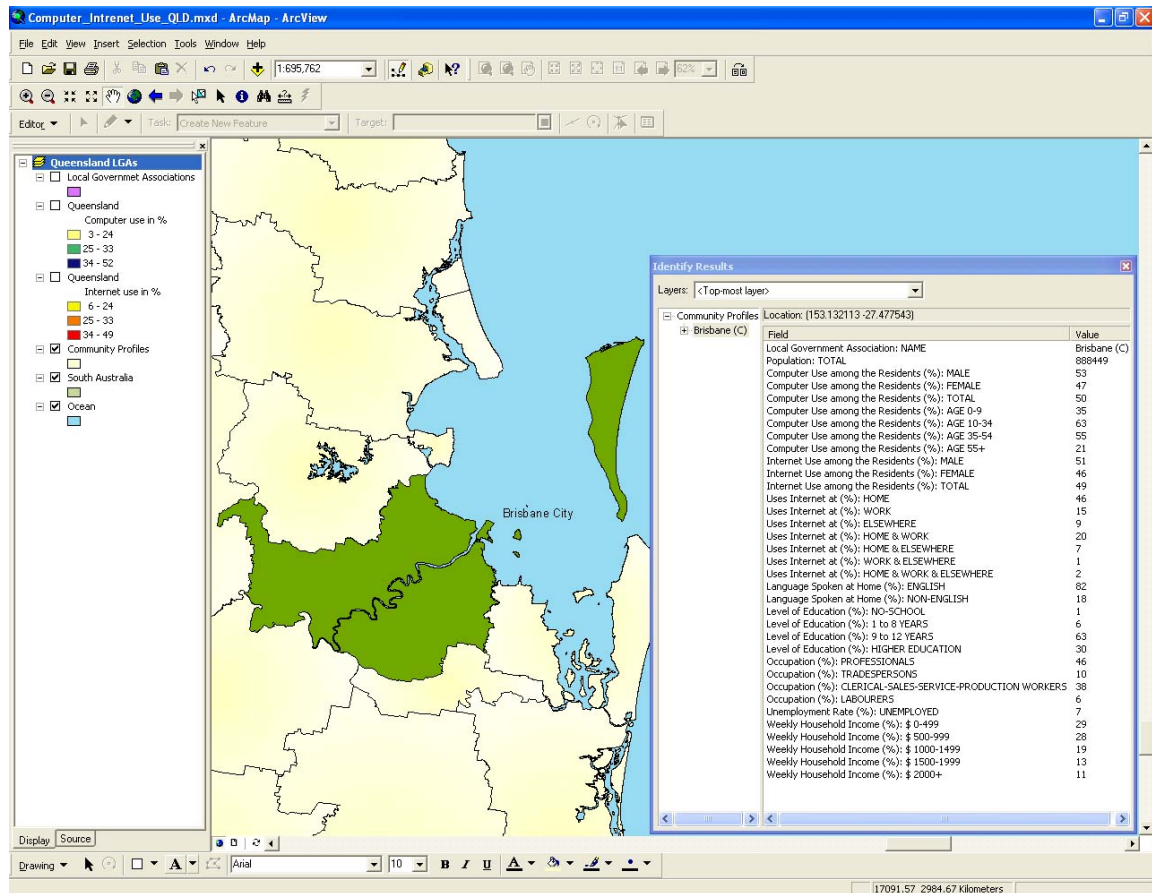 Computer_Intrenet_Use_QLD.mxd - ArcMap - ArcView
File Edit View Insert Selection Tools Window Help
1:695,762
62%
Editor
Task: Create New Feature
Target:
Queensland LGAs
Local Governmet Associations
Queensland
Computer use in %
3 - 24
25 - 33
34 - 52
Queensland
Internet use in %
6 - 24
25 - 33
34 - 49
Community Profiles
South Australia
Ocean
Brisbane City
Identify Results
Layers: <Top-most layer>
Community Profiles
Brisbane (C)
Location: (153.132113 -27.477543)
Field Value
Local Government Association: NAME Brisbane (C)
Population: TOTAL 888449
Computer Use among the Residents (%): MALE 53
Computer Use among the Residents (%): FEMALE 47
Computer Use among the Residents (%): TOTAL 50
Computer Use among the Residents (%): AGE 0-9 35
Computer Use among the Residents (%): AGE 10-34 63
Computer Use among the Residents (%): AGE 35-54 55
Computer Use among the Residents (%): AGE 55+ 21
Internet Use among the Residents (%): MALE 51
Internet Use among the Residents (%): FEMALE 46
Internet Use among the Residents (%): TOTAL 49
Uses Internet at (%): HOME 46
Uses Internet at (%): WORK 15
Uses Internet at (%): ELSEWHERE 9
Uses Internet at (%): HOME & WORK 20
Uses Internet at (%): HOME & ELSEWHERE 7
Uses Internet at (%): WORK & ELSEWHERE 1
Uses Internet at (%): HOME & WORK & ELSEWHERE 2
Language Spoken at Home (%): ENGLISH 82
Language Spoken at Home (%): NON-ENGLISH 18
Level of Education (%): NO-SCHOOL 1
Level of Education (%): 1 to 8 YEARS 6
Level of Education (%): 9 to 12 YEARS 63
Level of Education (%): HIGHER EDUCATION 30
Occupation (%): PROFESSIONALS 46
Occupation (%): TRADESPERSONS 10
Occupation (%): CLERICAL-SALES-SERVICE-PRODUCTION WORKERS 38
Occupation (%): LABOURERS 6
Unemployment Rate (%): UNEMPLOYED 7
Weekly Household Income (%): $ 0-499 29
Weekly Household Income (%): $ 500-999 28
Weekly Household Income (%): $ 1000-1499 19
Weekly Household Income (%): $ 1500-1999 13
Weekly Household Income (%): $ 2000+ 11
Display Source
Drawing
A
Arial
10
B I U A
17091.57 2984.67 Kilometers